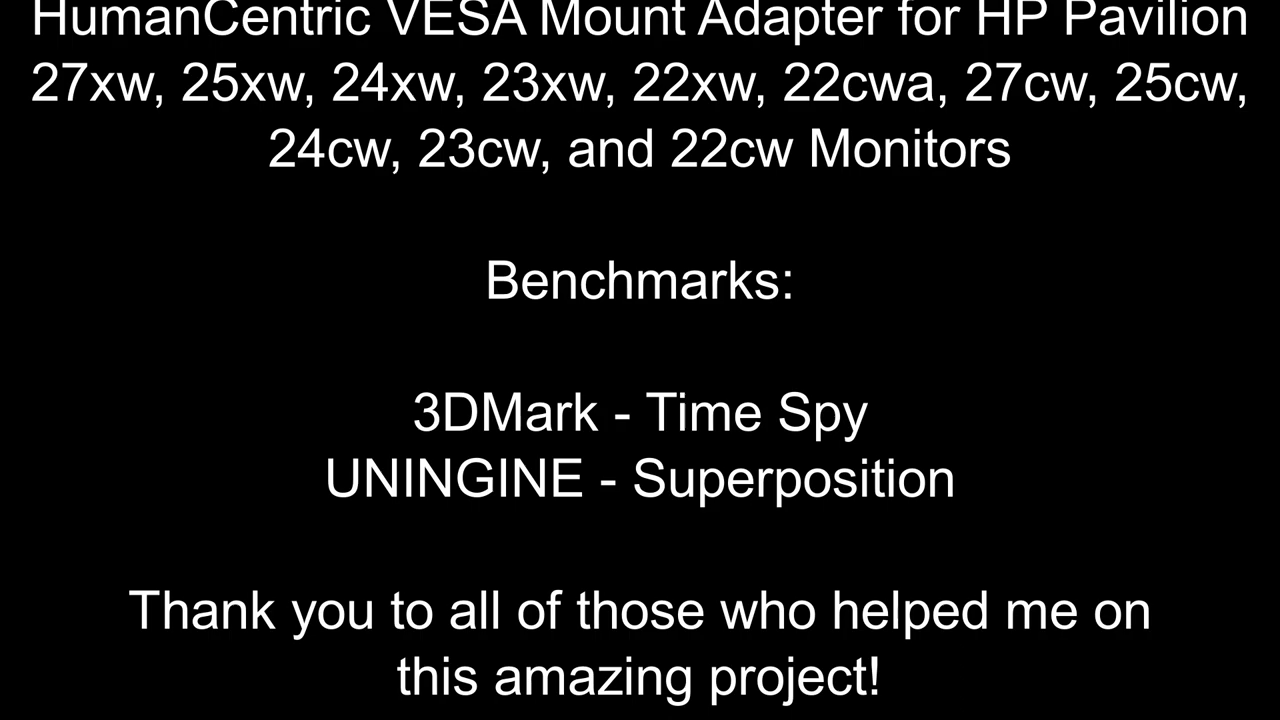 HumanCentric VESA Mount Adapter for HP Pavilion
27xw, 25xw, 24xw, 23xw, 22xw, 22cwa, 27cw, 25cw,
24cw, 23cw, and 22cw Monitors
Benchmarks:
3DMark - Time Spy
UNINGINE - Superposition
Thank you to all of those who helped me on
this amazing project!